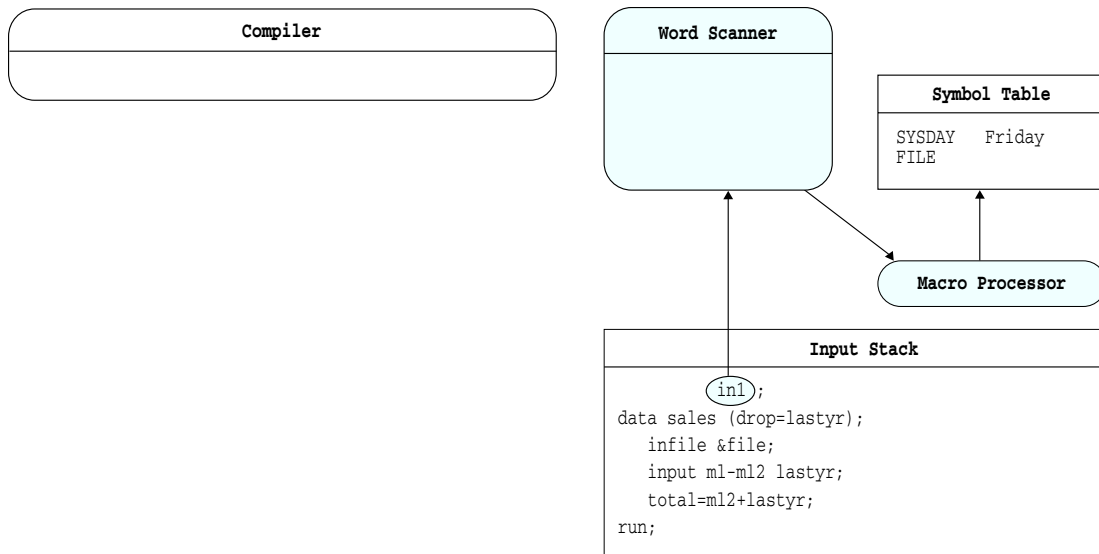 Compiler
Word Scanner
Symbol Table
SYSDAY Friday
FILE
Macro Processor
Input Stack
in1;
data sales (drop=lastyr);
infile &file;
input ml-ml2 lastyr;
total=ml2+lastyr;
run;